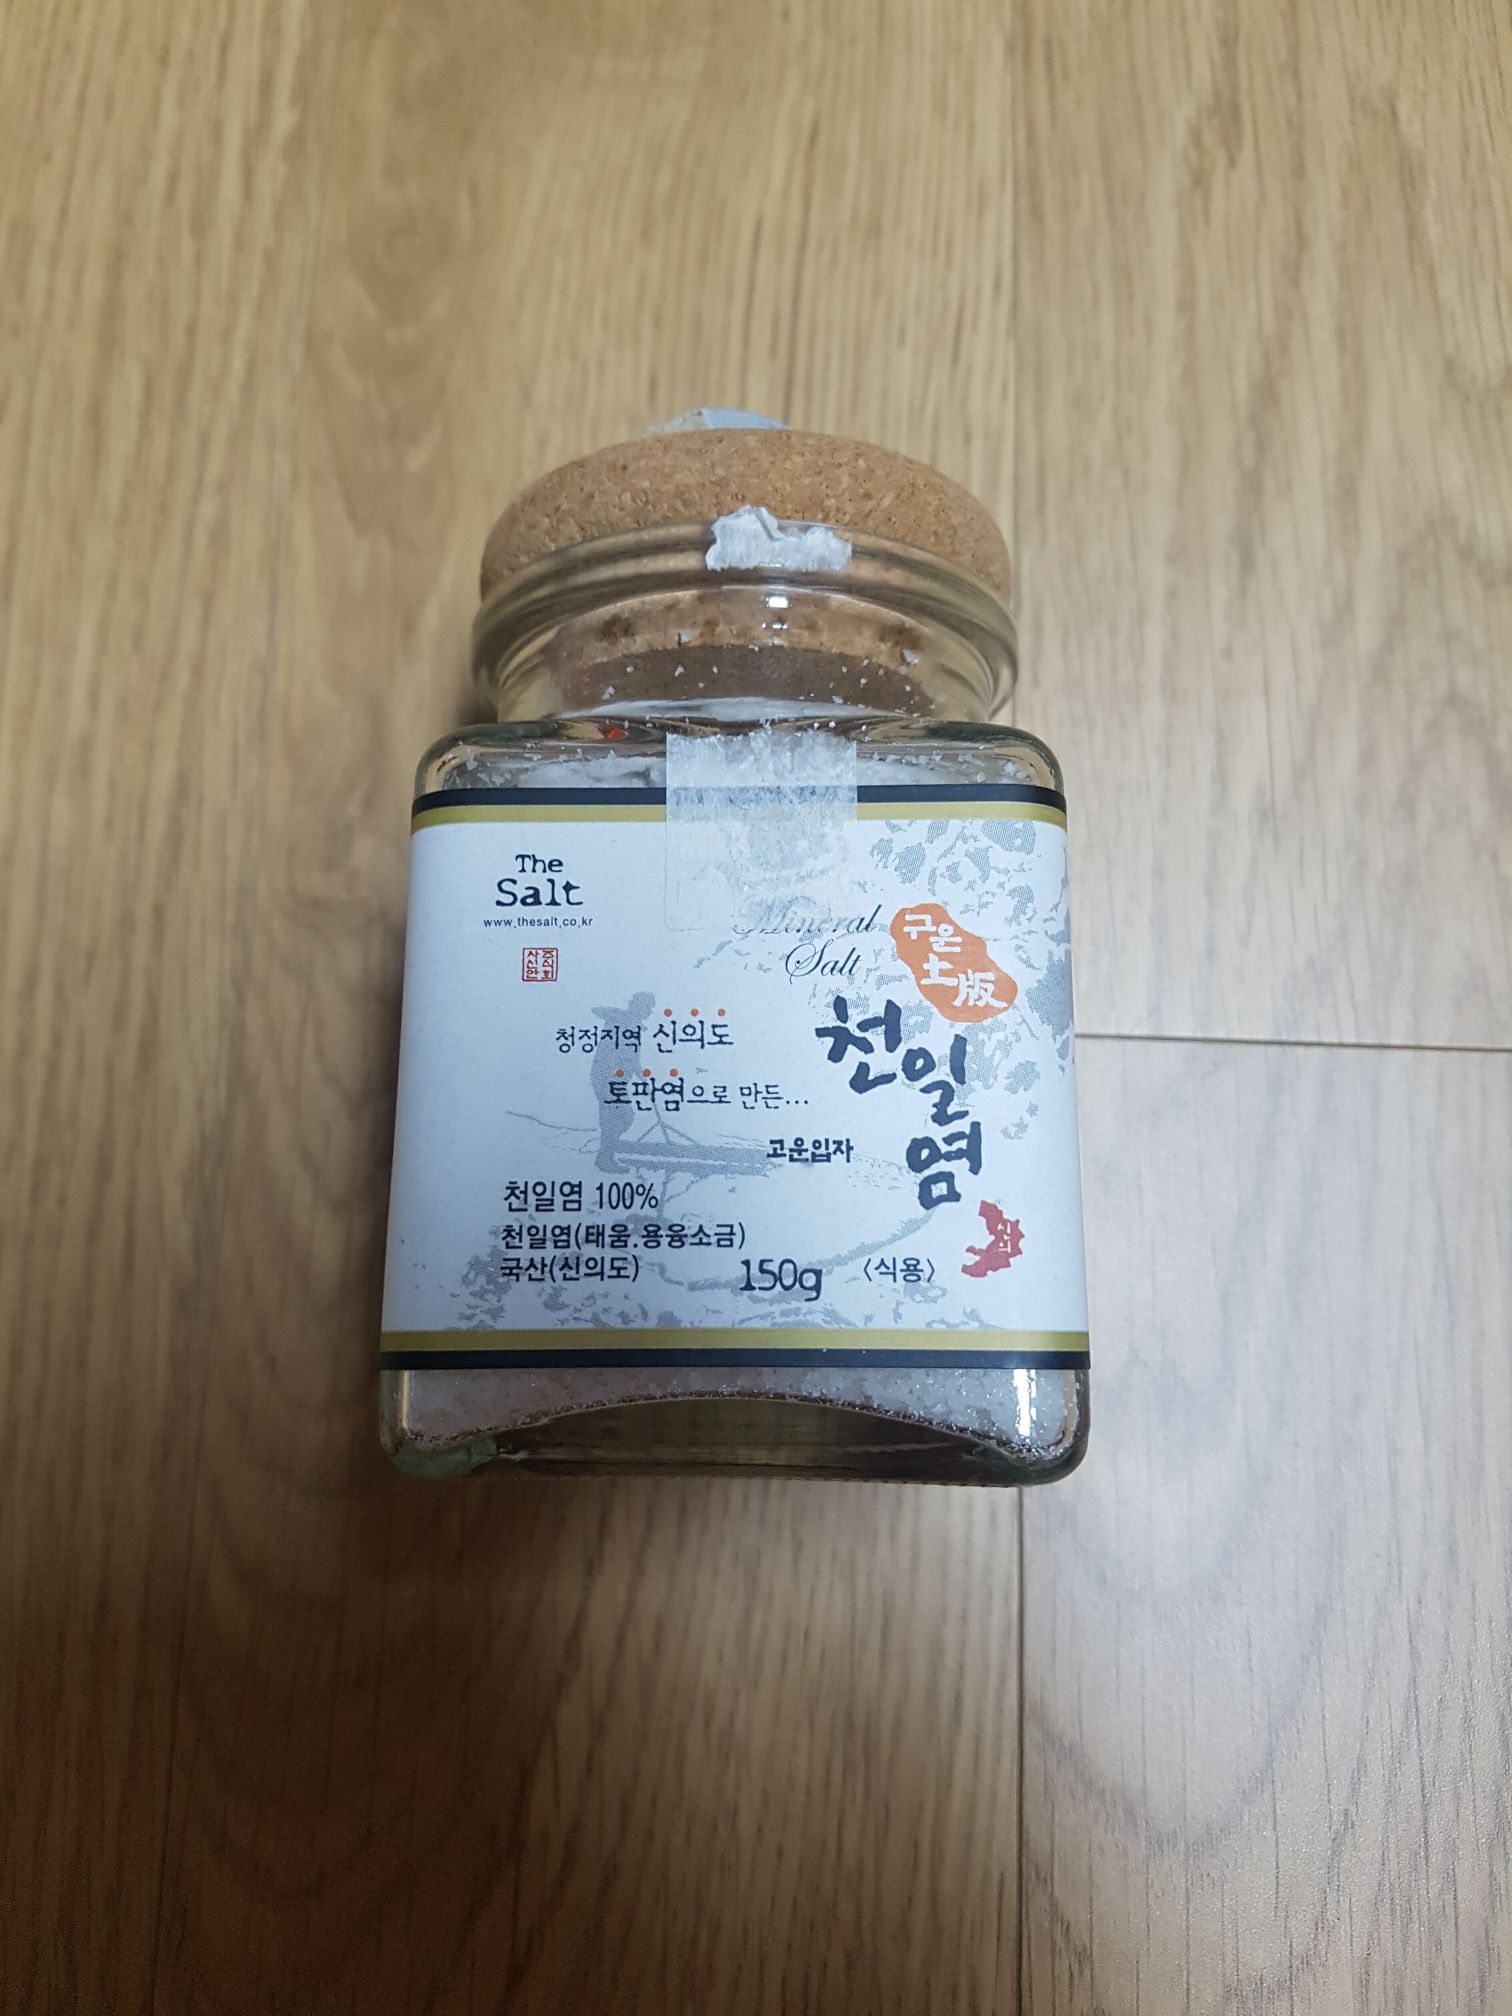 The
Salt
www.thesalt.co.kr
Mineral
Salt
구운
土版
천일염
청정지역 신의도
토판염으로 만든...
고운입자
천일염 100%
천일염(태움.용융소금)
국산(신의도)
150g
〈식용〉